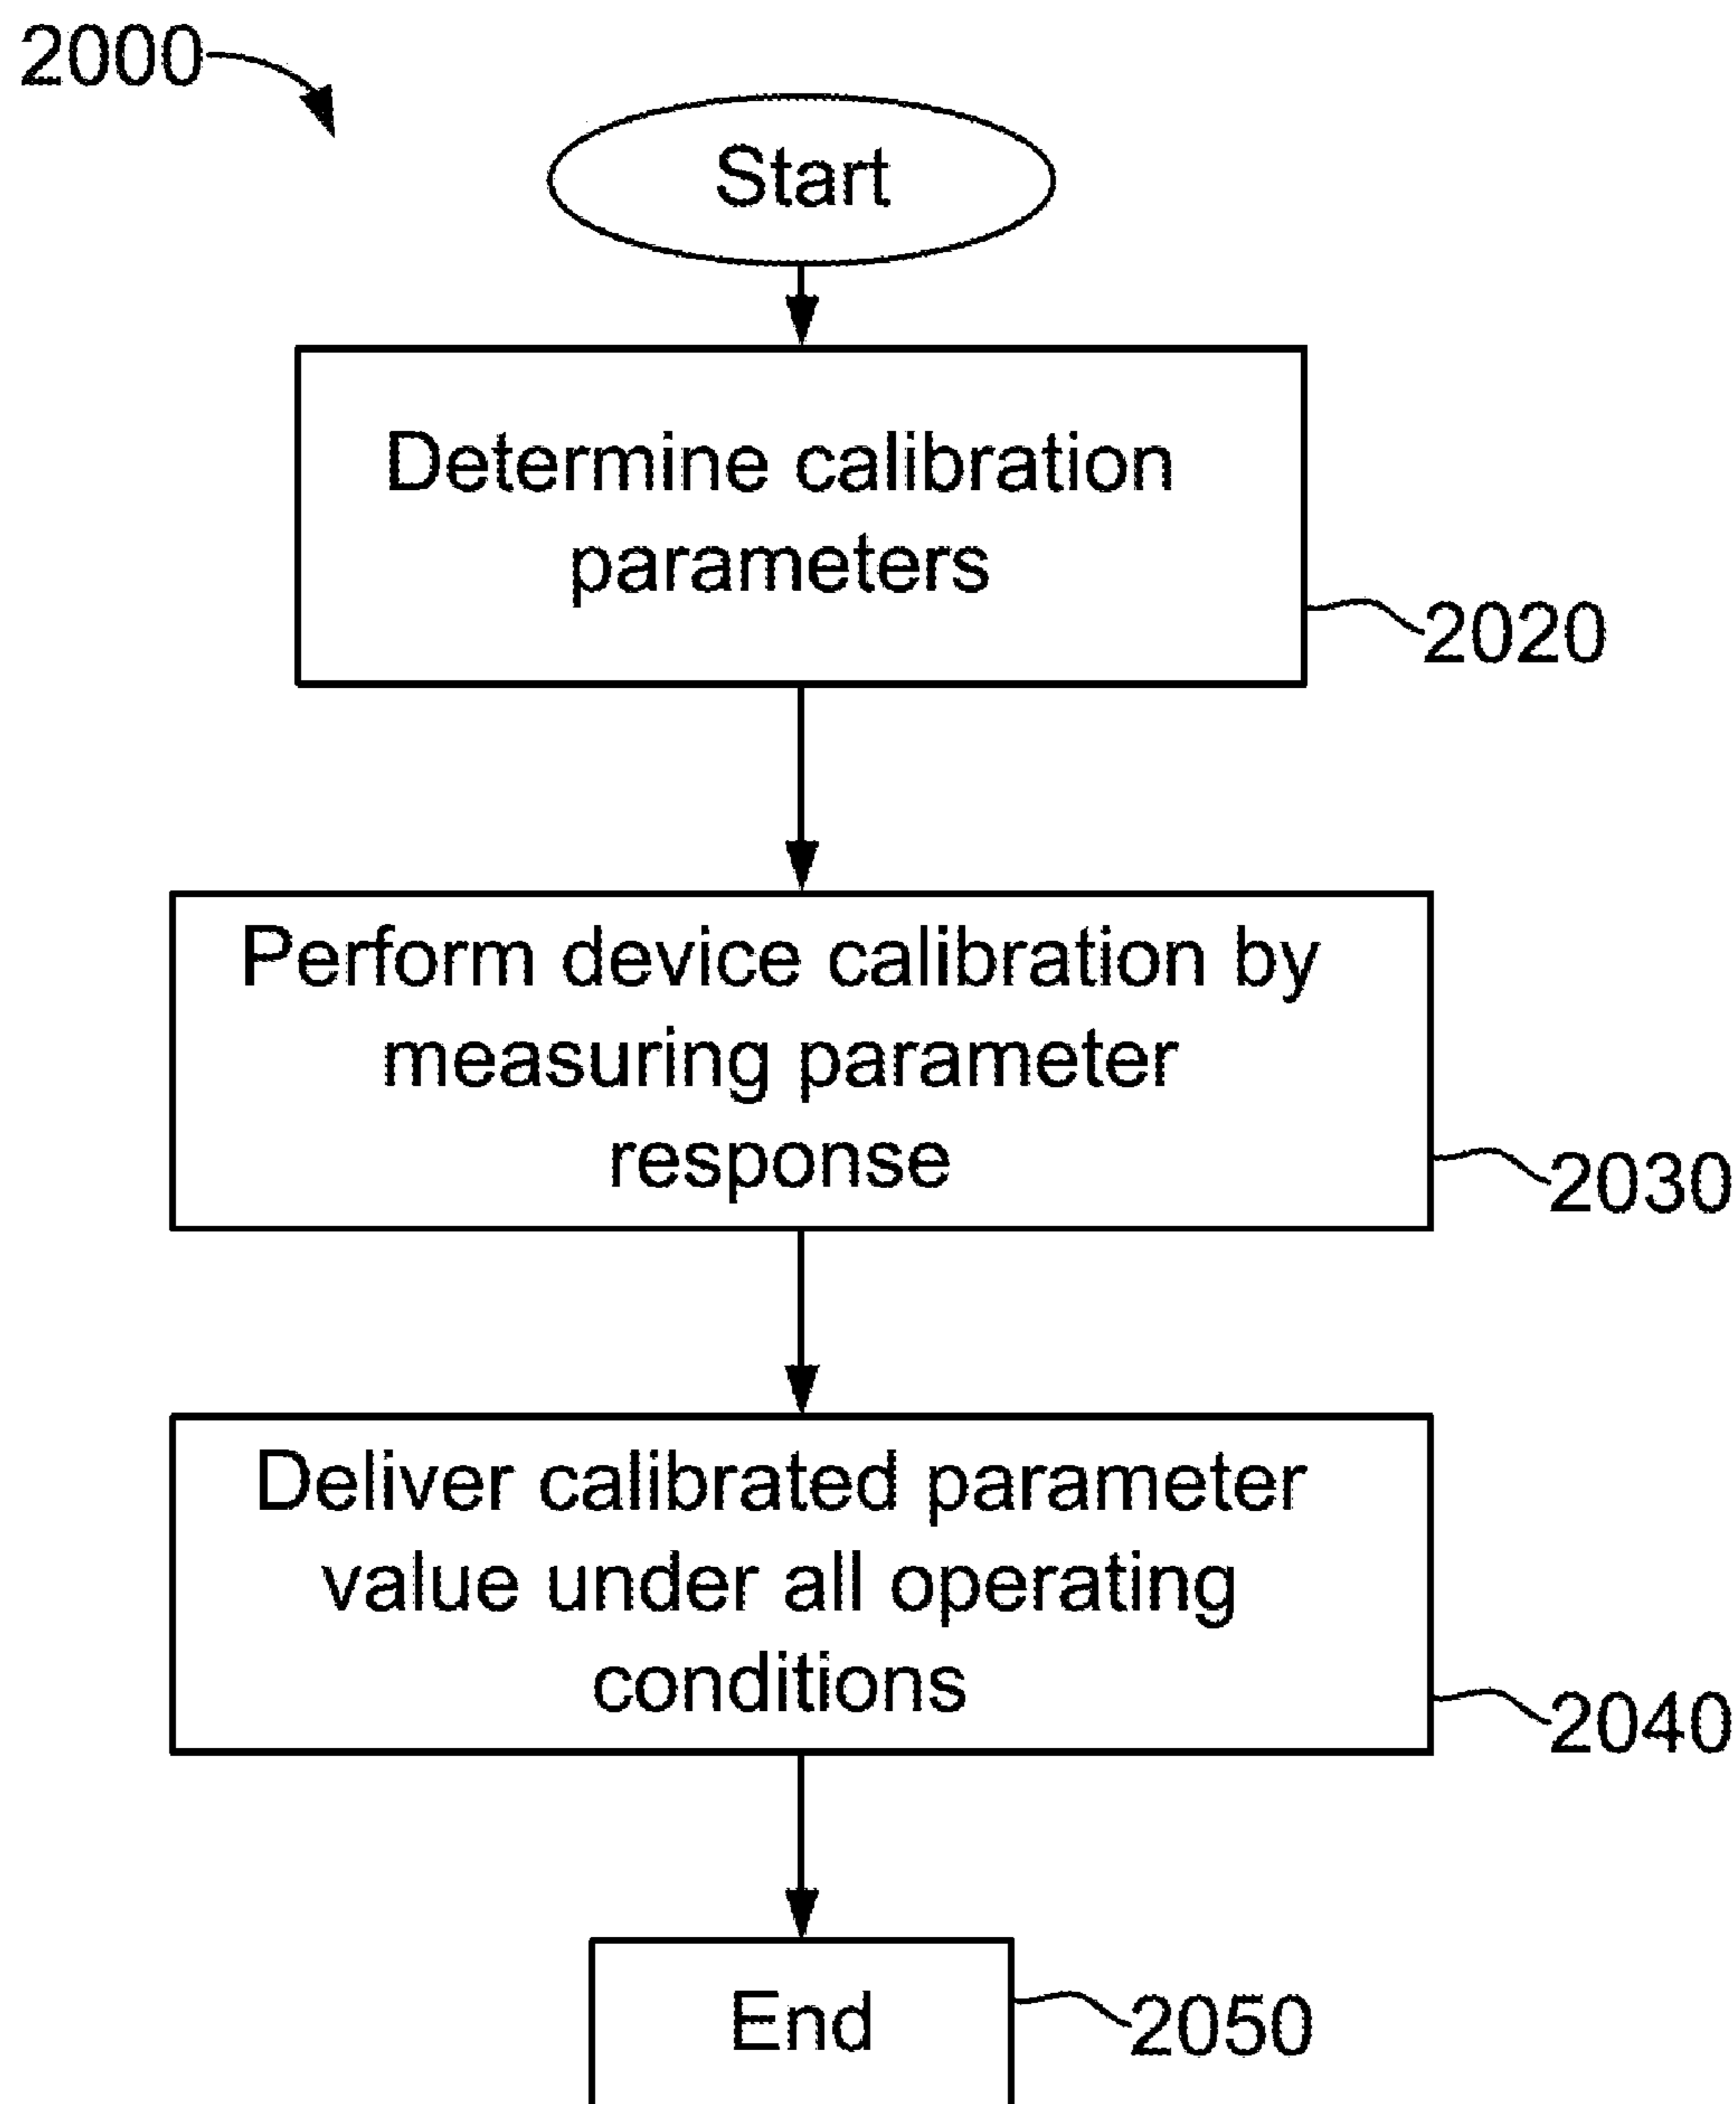 2000
Start
Determine calibration
parameters
2020
Perform device calibration by
measuring parameter
response
2030
Deliver calibrated parameter
value under all operating
conditions
2040
End
2050